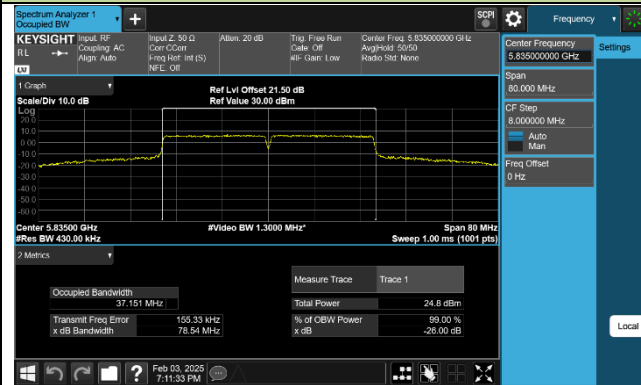 Spectrum Analyzer 1
Occupied BW
SCPI
Frequency
KEYSIGHT
RL
LXI
Input: RF
Coupling: AC
Align: Auto
Input Z: 50 Ω
Corr CCorr
Freq Ref: Int (S)
NFE: Off
Atten: 20 dB
Trig: Free Run
Gate: Off
#IF Gain: Low
Center Freq: 5.835000000 GHz
Avg|Hold: 50/50
Radio Std: None
Center Frequency
5.835000000 GHz
Settings
Span
80.000 MHz
CF Step
8.000000 MHz
Auto
Man
Freq Offset
0 Hz
Local
1 Graph
Scale/Div 10.0 dB
Ref Lvl Offset 21.50 dB
Ref Value 30.00 dBm
Log
20.0
10.0
0.00
-10.0
-20.0
-30.0
-40.0
-50.0
-60.0
Center 5.83500 GHz
#Res BW 430.00 kHz
#Video BW 1.3000 MHz*
Span 80 MHz
Sweep 1.00 ms (1001 pts)
2 Metrics
Measure Trace
Trace 1
Occupied Bandwidth
37.151 MHz
Total Power
24.8 dBm
Transmit Freq Error
155.33 kHz
% of OBW Power
99.00 %
x dB Bandwidth
78.54 MHz
x dB
-26.00 dB
?
Feb 03, 2025
7:11:33 PM